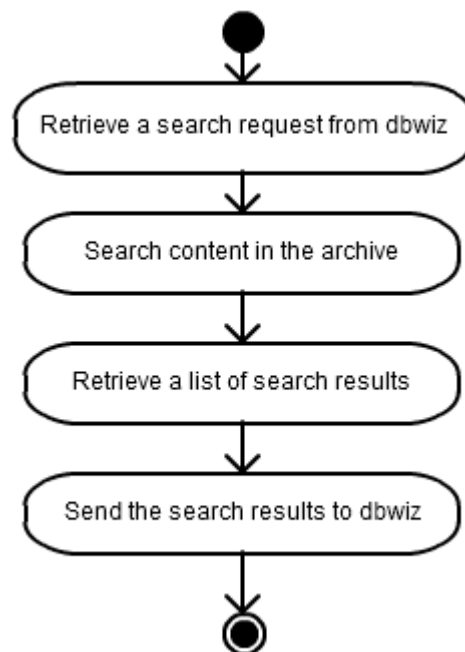 Retrieve a search request from dbwiz
Search content in the archive
Retrieve a list of search results
Send the search results to dbwiz